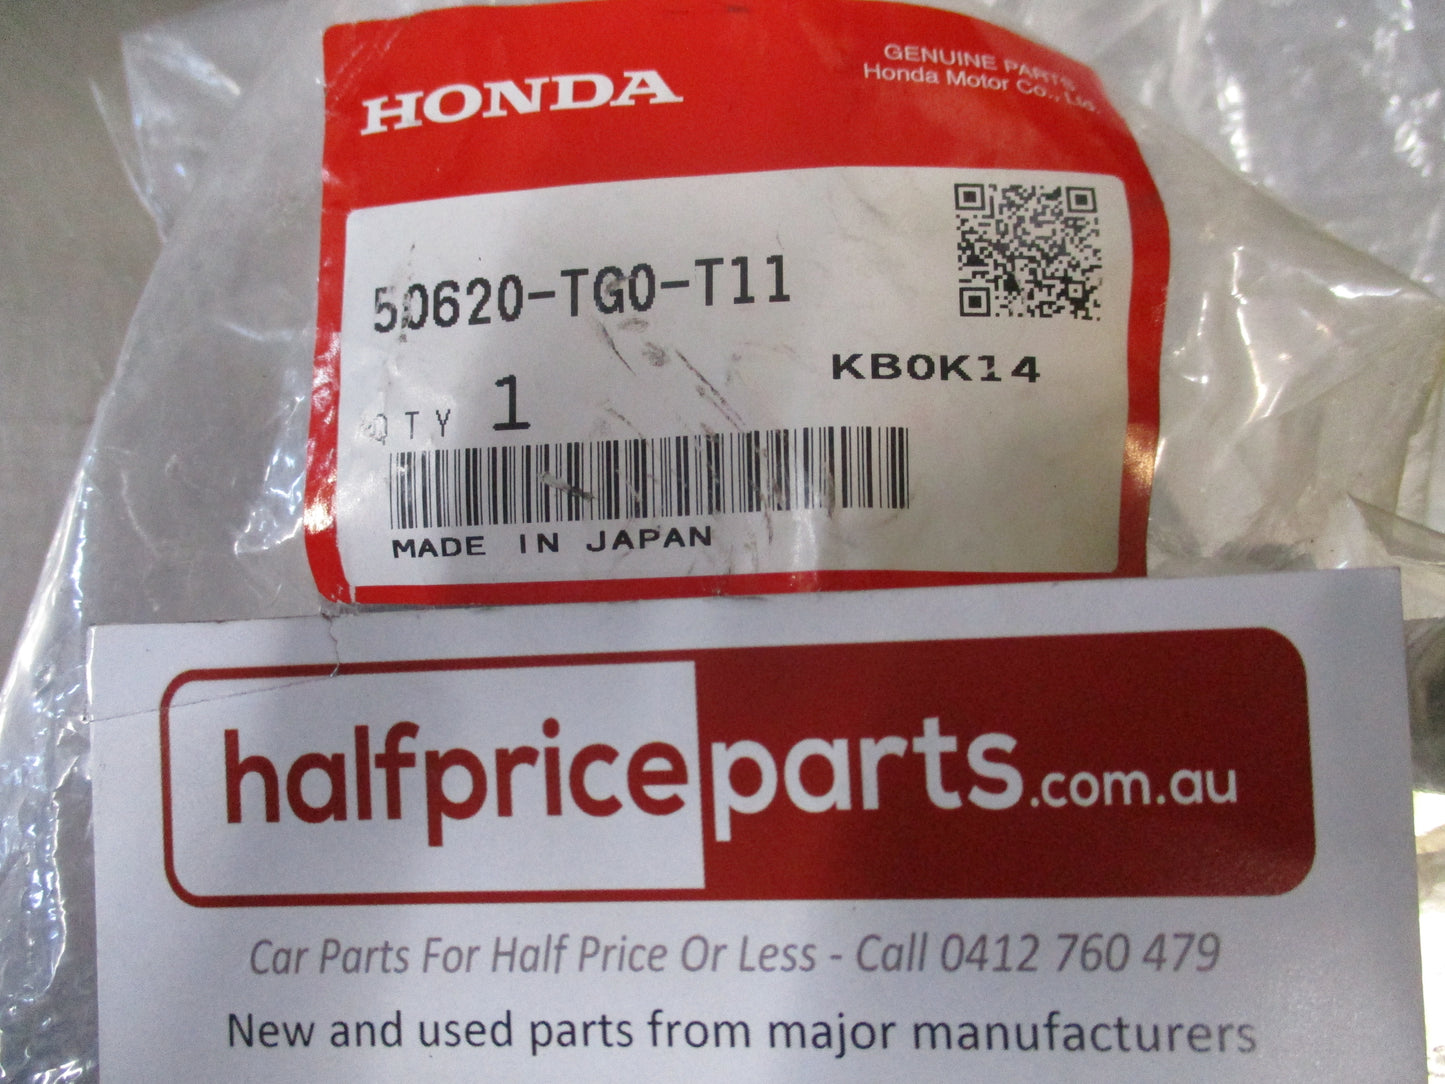 HONDA
GENUINE PARTS
Honda Motor Co., Ltd.
50620-TG0-T11
KB0K14
QTY 1
MADE IN JAPAN
halfpriceparts.com.au
Car Parts For Half Price Or Less - Call 0412 760 479
New and used parts from major manufacturers